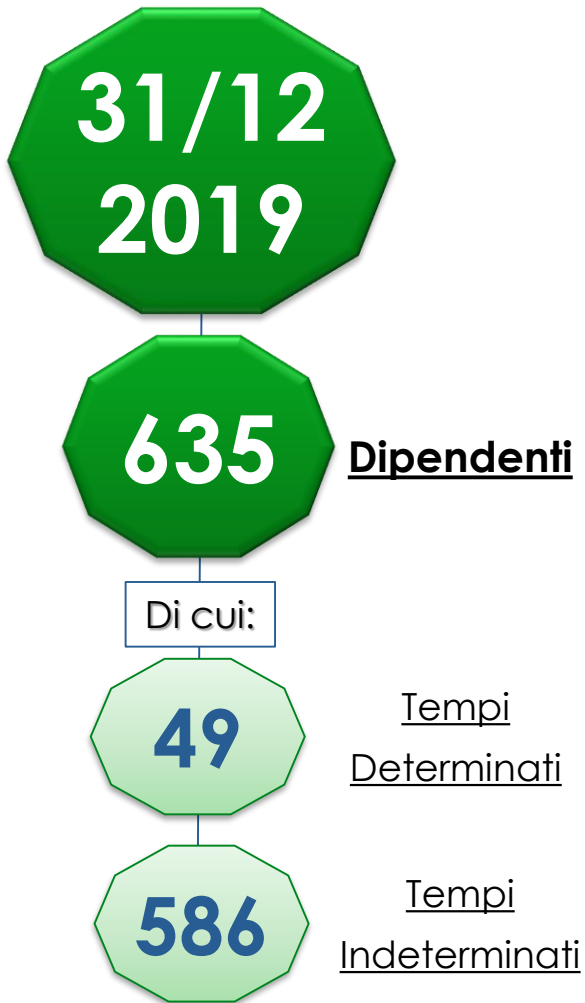 31/12
2019
635
Dipendenti
Di cui:
49
Tempi
Determinati
586
Tempi
Indeterminati